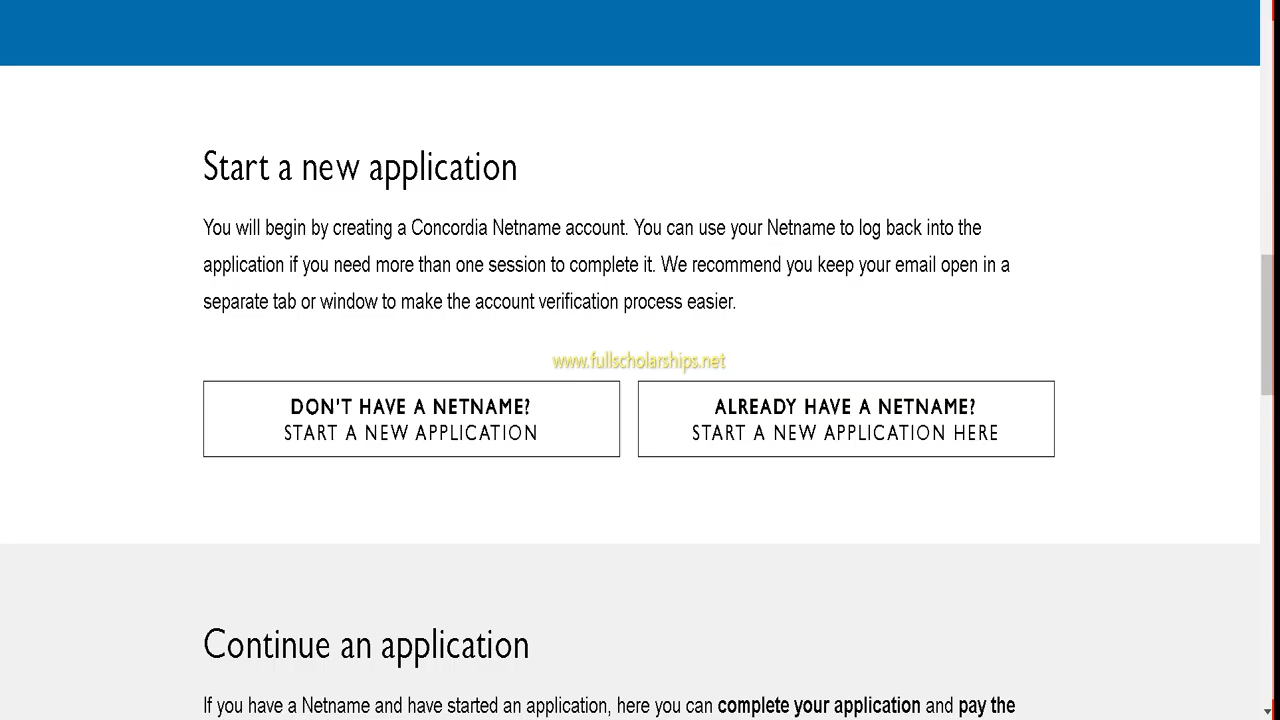 Start a new application
You will begin by creating a Concordia Netname account. You can use your Netname to log back into the
application if you need more than one session to complete it. We recommend you keep your email open in a
separate tab or window to make the account verification process easier.
www.fullscholarships.net
DON'T HAVE A NETNAME?
START A NEW APPLICATION
ALREADY HAVE A NETNAME?
START A NEW APPLICATION HERE
Continue an application
If you have a Netname and have started an application, here you can complete your application and pay the